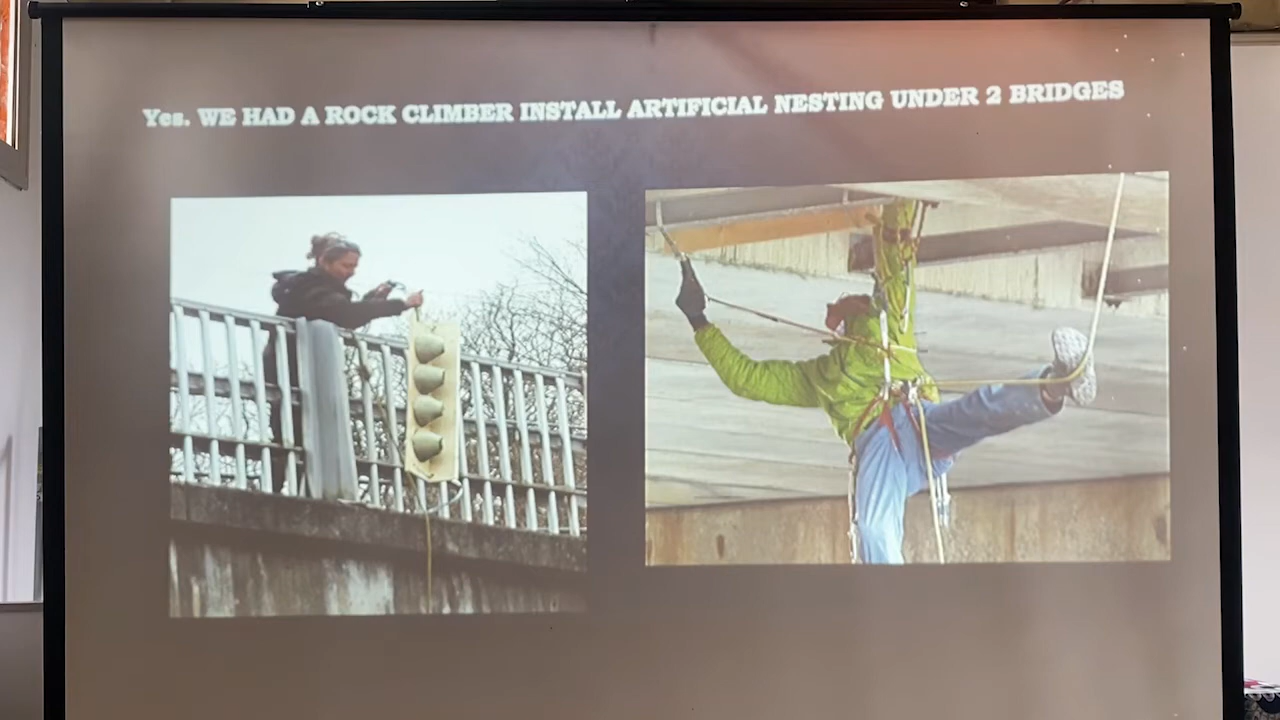 Yes. WE HAD A ROCK CLIMBER INSTALL ARTIFICIAL NESTING UNDER 2 BRIDGES